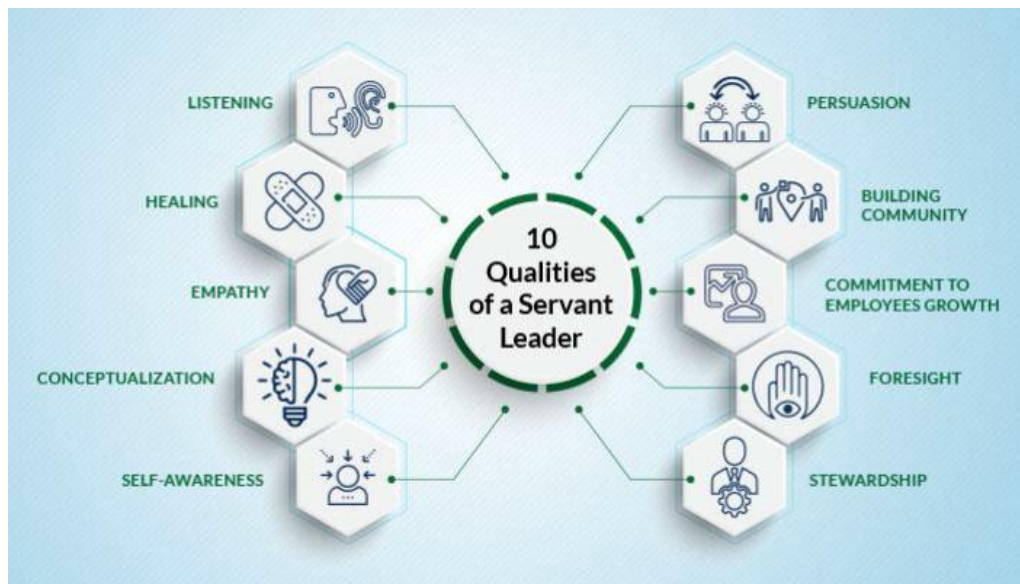 LISTENING
HEALING
EMPATHY
CONCEPTUALIZATION
SELF-AWARENESS
10
Qualities
of a Servant
Leader
PERSUASION
BUILDING
COMMUNITY
COMMITMENT TO
EMPLOYEES GROWTH
FORESIGHT
STEWARDSHIP